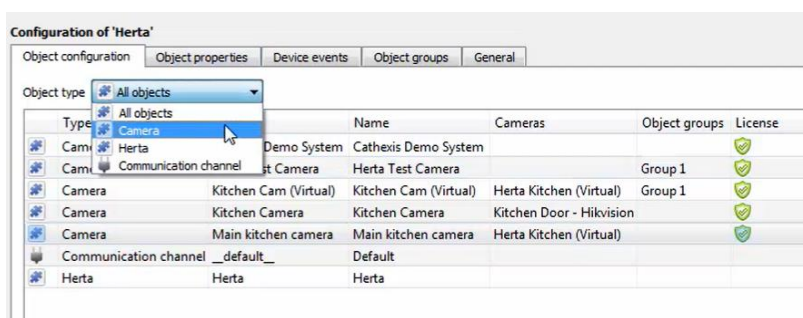 Configuration of 'Herta'
Object configuration Object properties Device events Object groups General
Object type All objects
All objects
Camera
Herta
Communication channel
Type Name Cameras Object groups License
Demo System Cathexis Demo System
Camera Herta Test Camera Group 1
Camera Kitchen Cam (Virtual) Kitchen Cam (Virtual) Herta Kitchen (Virtual) Group 1
Camera Kitchen Camera Kitchen Camera Kitchen Door - Hikvision
Camera Main kitchen camera Main kitchen camera Herta Kitchen (Virtual)
Communication channel __default__ Default
Herta Herta Herta